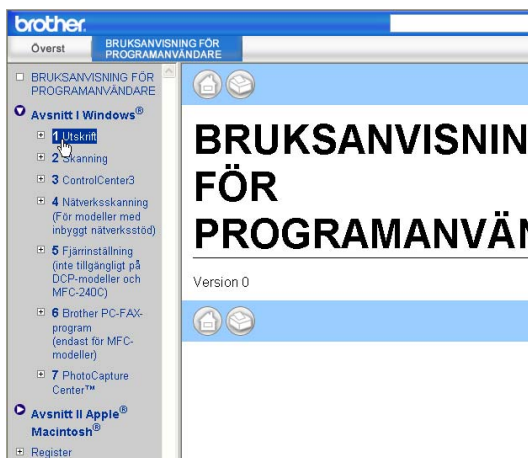 brother.
Överst
BRUKSANVISNING FÖR
PROGRAMANVÄNDARE
BRUKSANVISNING FÖR
PROGRAMANVÄNDARE
Avsnitt I Windows®
1 Utskrift
2 Skanning
3 ControlCenter3
4 Nätverksskanning
(För modeller med
inbyggt nätverksstöd)
5 Fjärrinställning
(inte tillgängligt på
DCP-modeller och
MFC-240C)
6 Brother PC-FAX-
program
(endast för MFC-
modeller)
7 PhotoCapture
Center™
Avsnitt II Apple®
Macintosh®
Register
BRUKSANVISNIN
FÖR
PROGRAMANVÄN
Version 0